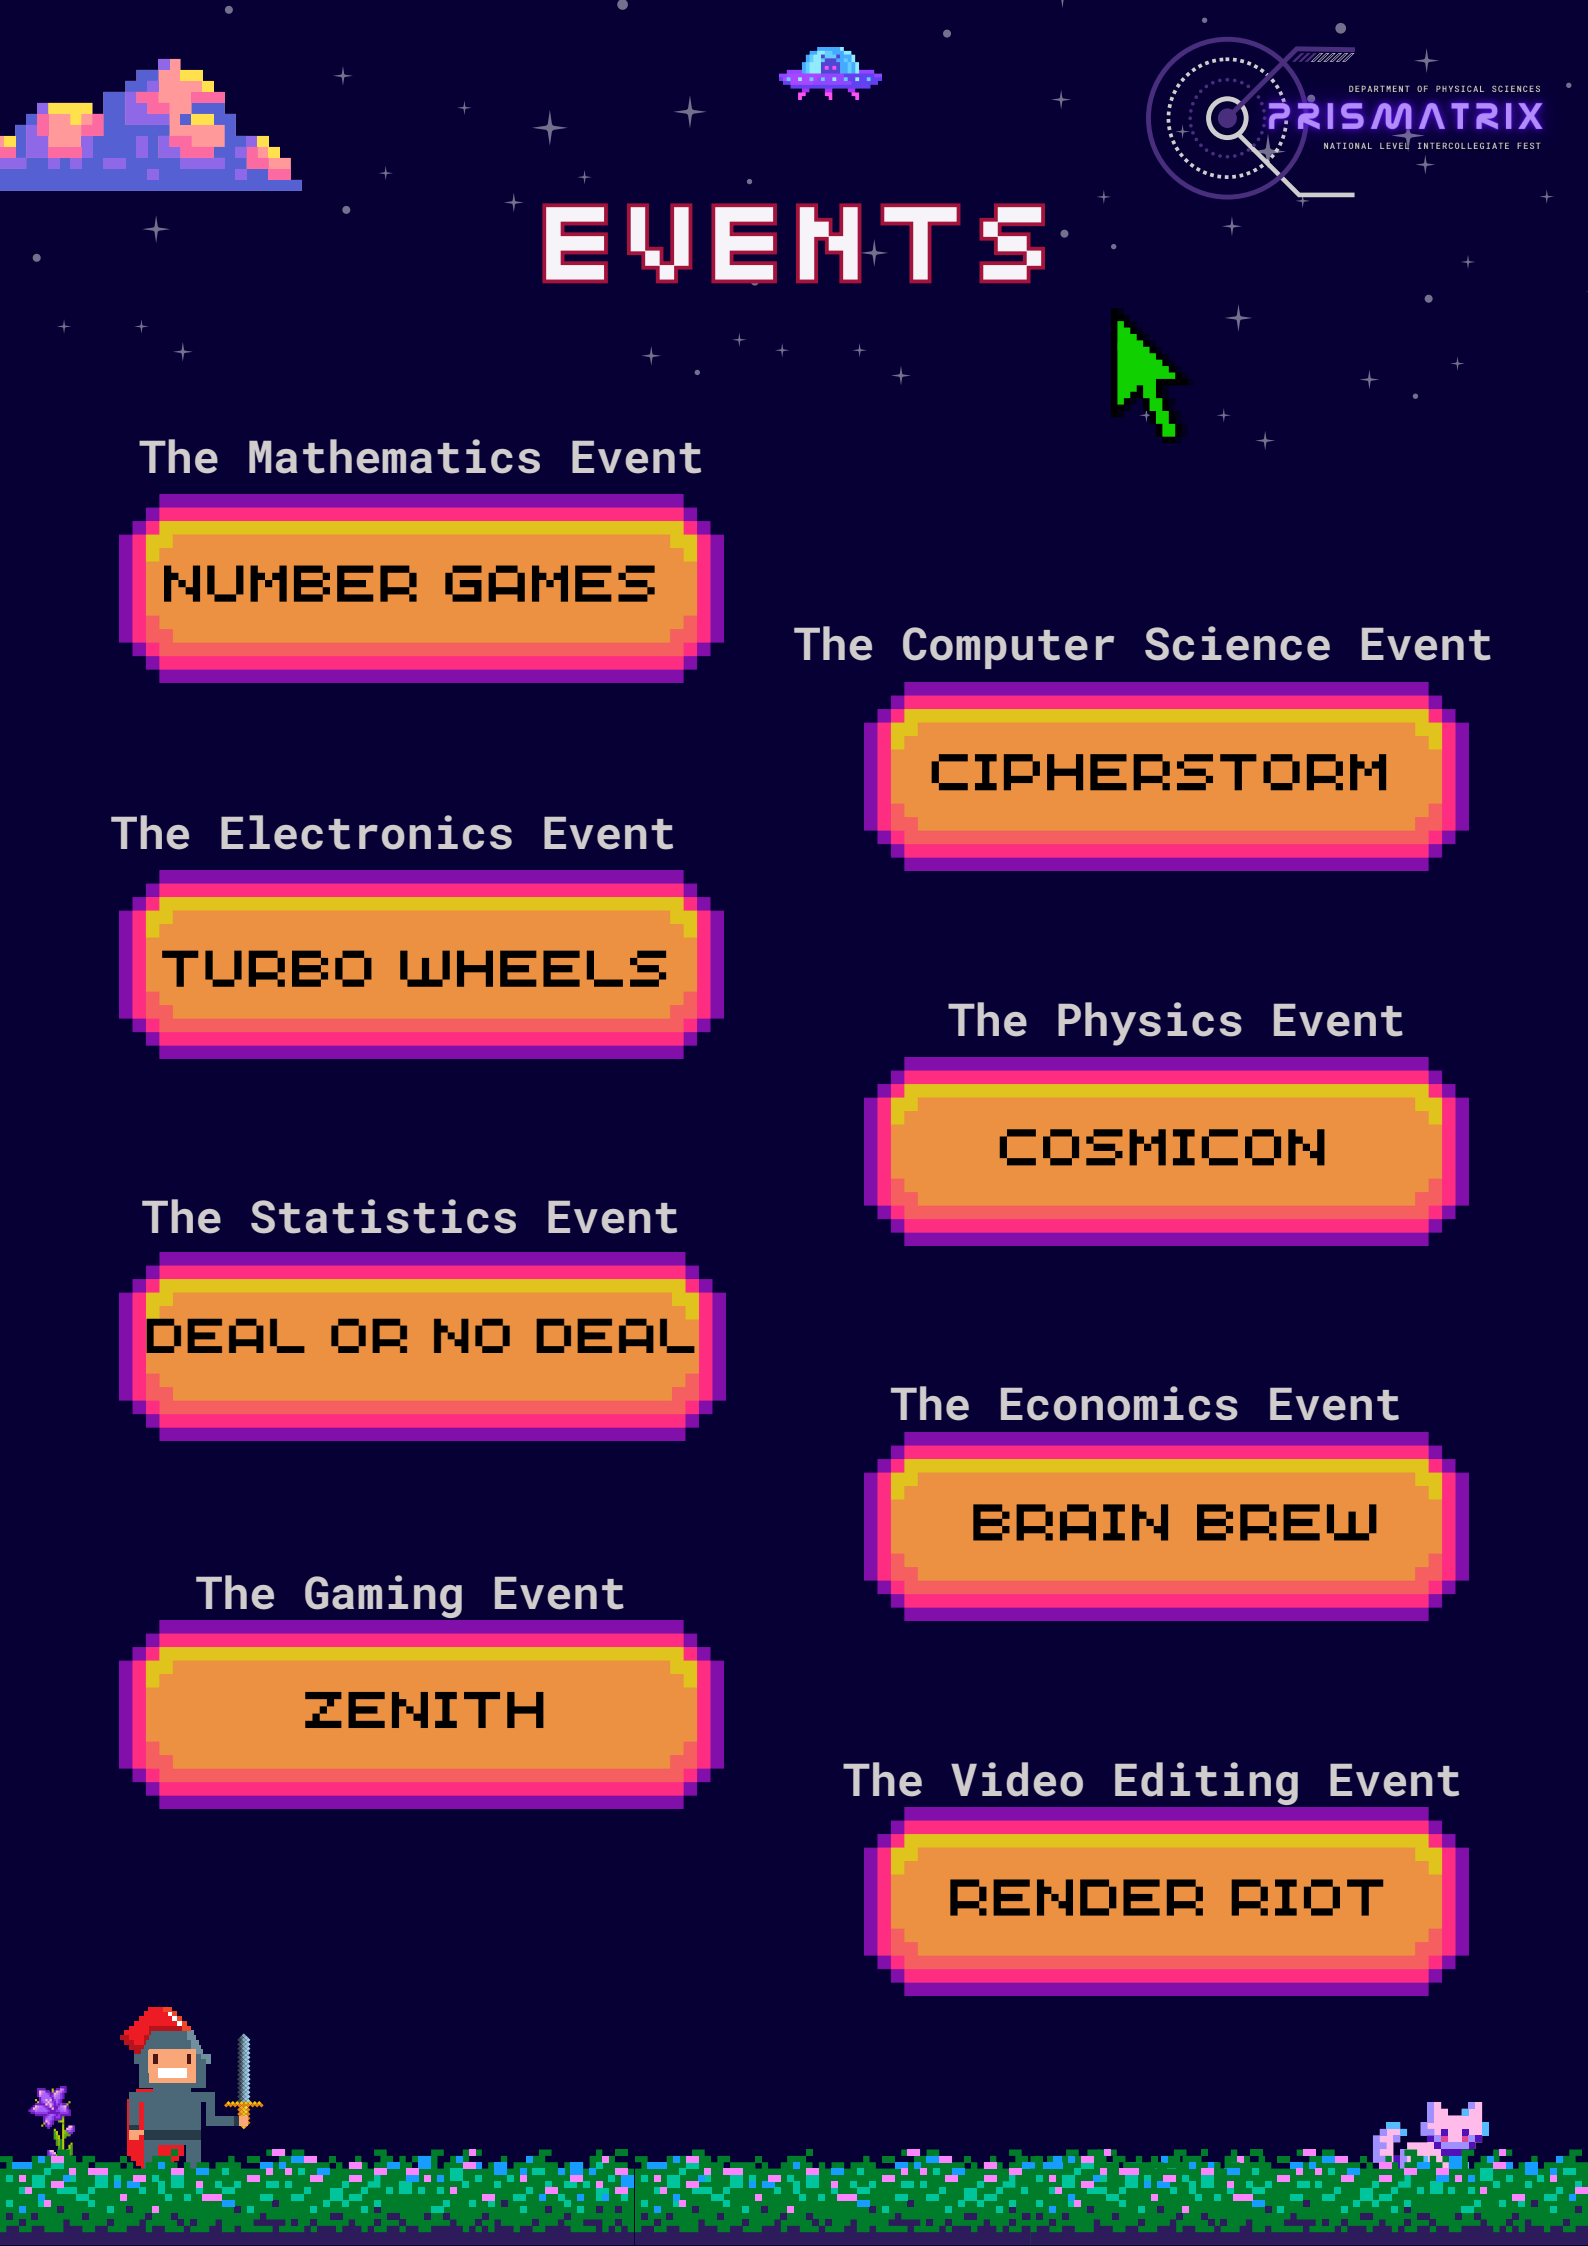 DEPARTMENT OF PHYSICAL SCIENCES
PRISMATRIX
NATIONAL LEVEL INTERCOLLEGIATE FEST
EVENTS
The Mathematics Event
NUMBER GAMES
The Computer Science Event
CIPHERSTORM
The Electronics Event
TURBO WHEELS
The Physics Event
COSMICON
The Statistics Event
DEAL OR NO DEAL
The Economics Event
BRAIN BREW
The Gaming Event
ZENITH
The Video Editing Event
RENDER RIOT